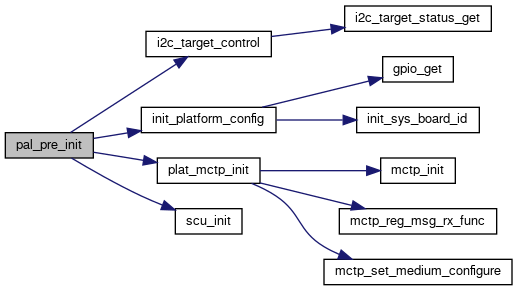 pal_pre_init
i2c_target_control
i2c_target_status_get
init_platform_config
gpio_get
init_sys_board_id
plat_mctp_init
mctp_init
mctp_reg_msg_rx_func
mctp_set_medium_configure
scu_init